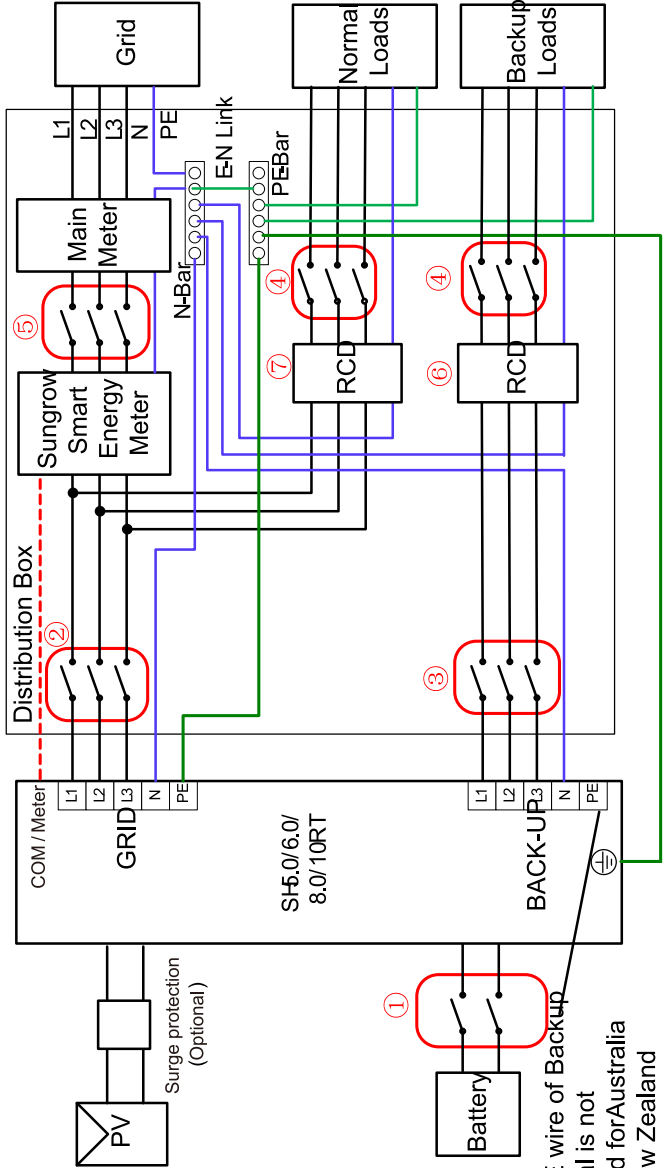 Grid
Normal
Loads
Backup
Loads
L1
L2
L3
N
PE
E-N Link
PE-Bar
N-Bar
Main
Meter
⑤
④
④
Sungrow
Smart
Energy
Meter
⑦
RCD
⑥
RCD
Distribution Box
②
③
COM / Meter
L1
L2
L3
N
PE
GRID
L1
L2
L3
N
PE
BACK-UP
SH5.0/6.0/
8.0/10RT
Surge protection
(Optional)
PV
①
Battery
wire of Backup
is not
for Australia
Zealand